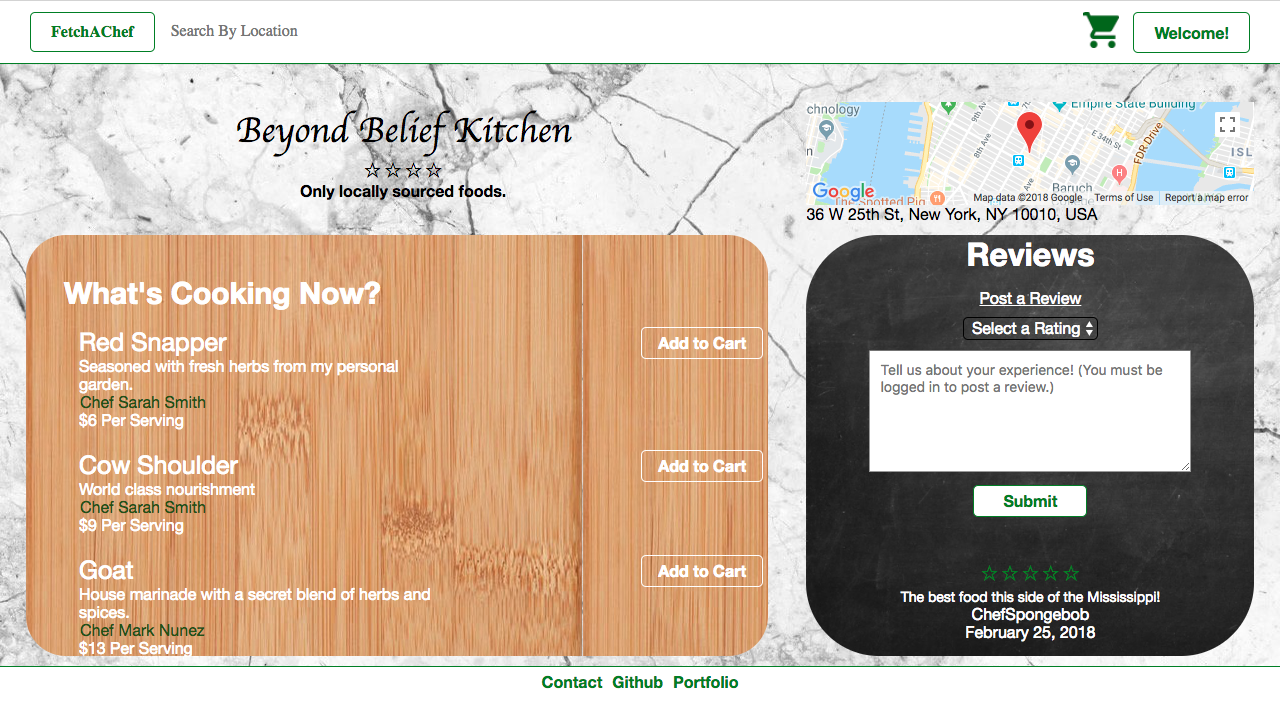 FetchAChef
Search By Location
Welcome!
Beyond Belief Kitchen
☆☆☆☆
Only locally sourced foods.
chnology
Empire State Building
9th Ave
8th Ave
E 34th St
FDR Drive
ISL
n
Baruch
H
The Spotted Pig
Google
Map data ©2018 Google
Terms of Use
Report a map error
36 W 25th St, New York, NY 10010, USA
What's Cooking Now?
Red Snapper
Add to Cart
Seasoned with fresh herbs from my personal
garden.
Chef Sarah Smith
$6 Per Serving
Cow Shoulder
Add to Cart
World class nourishment
Chef Sarah Smith
$9 Per Serving
Goat
Add to Cart
House marinade with a secret blend of herbs and
spices.
Chef Mark Nunez
$13 Per Serving
Reviews
Post a Review
Select a Rating
Tell us about your experience! (You must be
logged in to post a review.)
Submit
☆☆☆☆☆
The best food this side of the Mississippi!
ChefSpongebob
February 25, 2018
Contact Github Portfolio